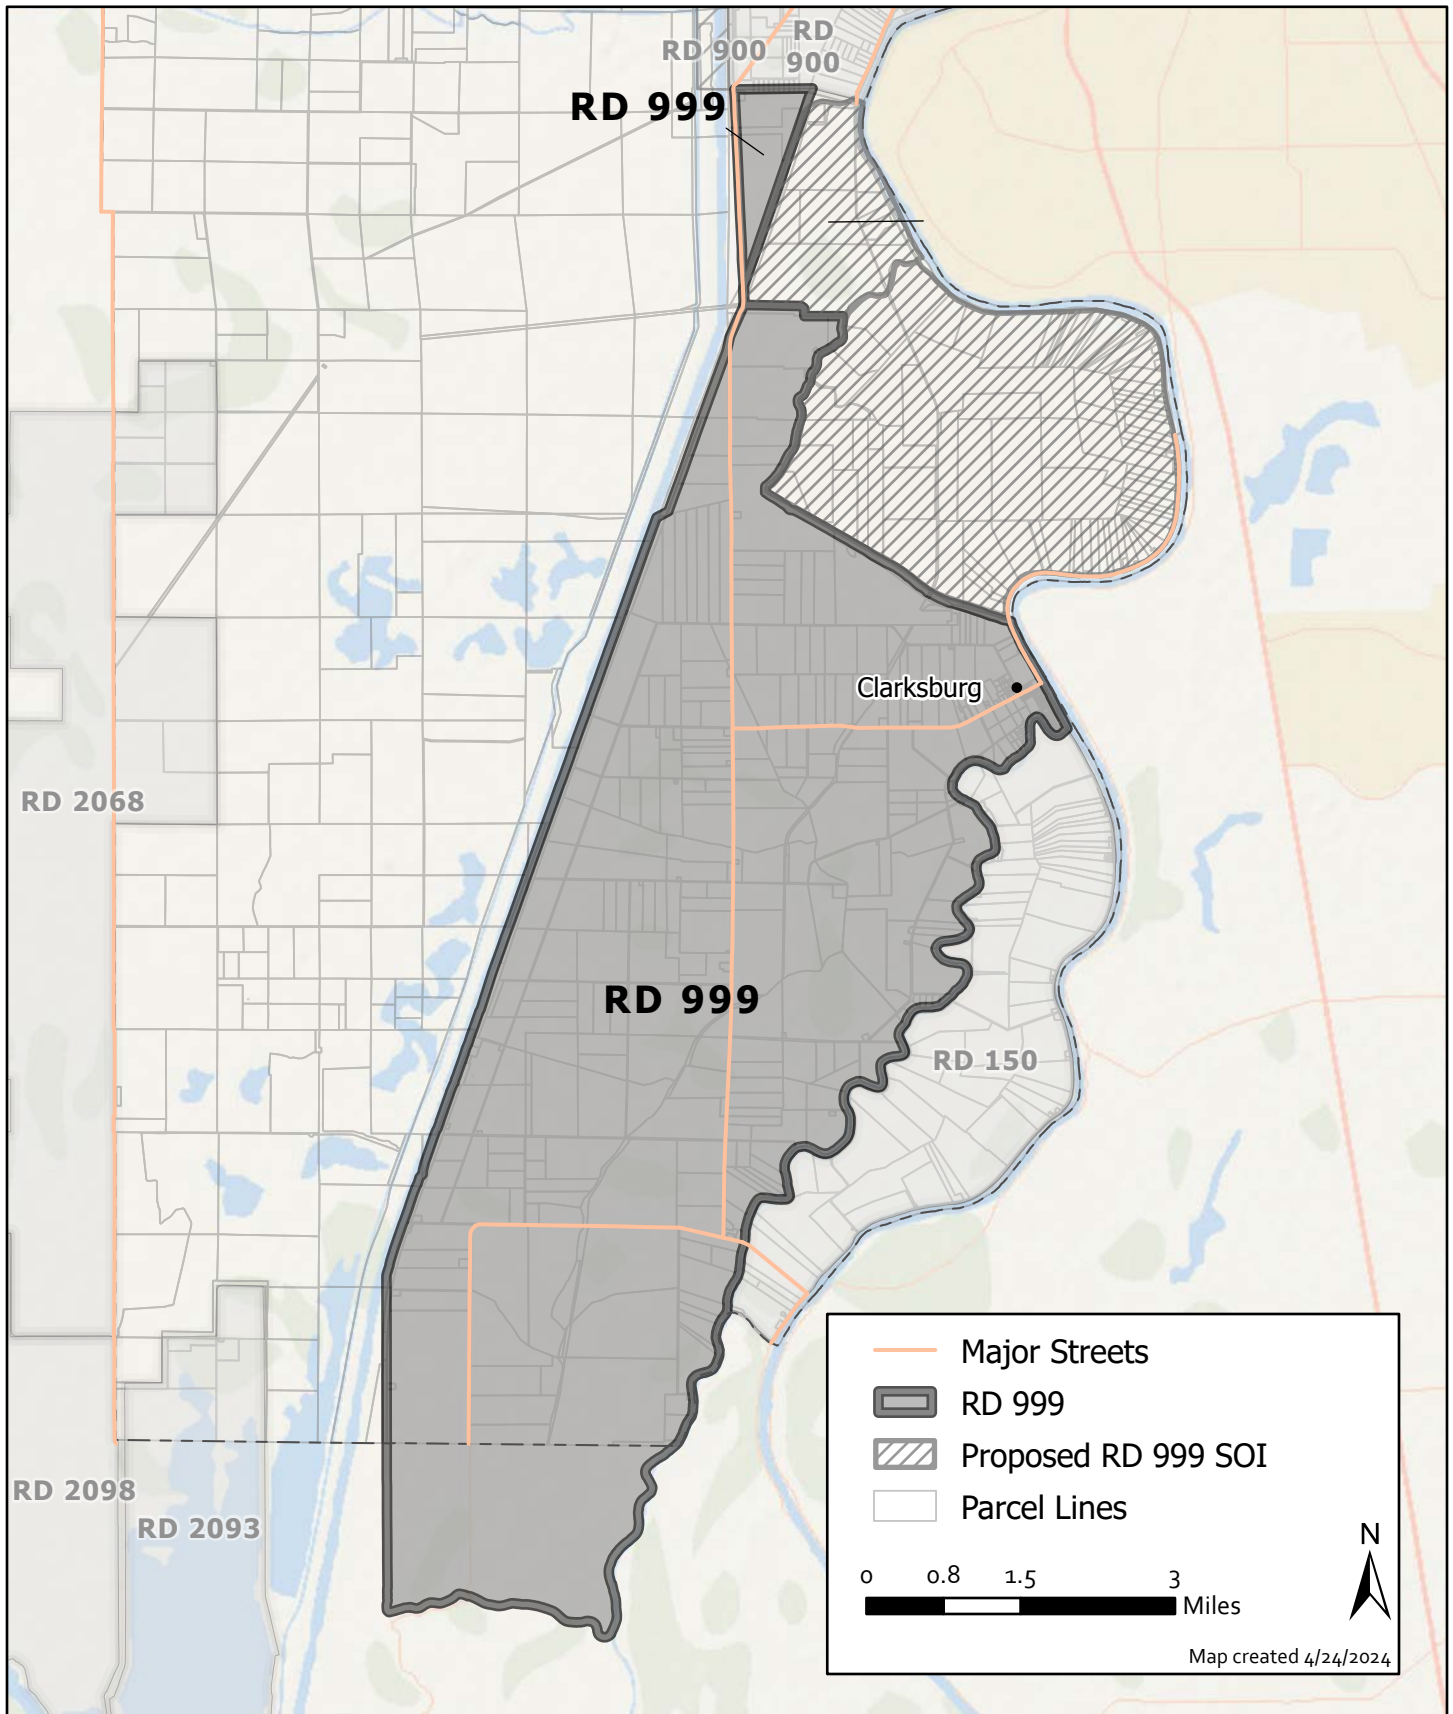 RD 900
RD
900
RD 999
Clarksburg
RD 2068
RD 999
RD 150
RD 2098
RD 2093
Major Streets
RD 999
Proposed RD 999 SOI
Parcel Lines
N
0 0.8 1.5 3
Miles
Map created 4/24/2024